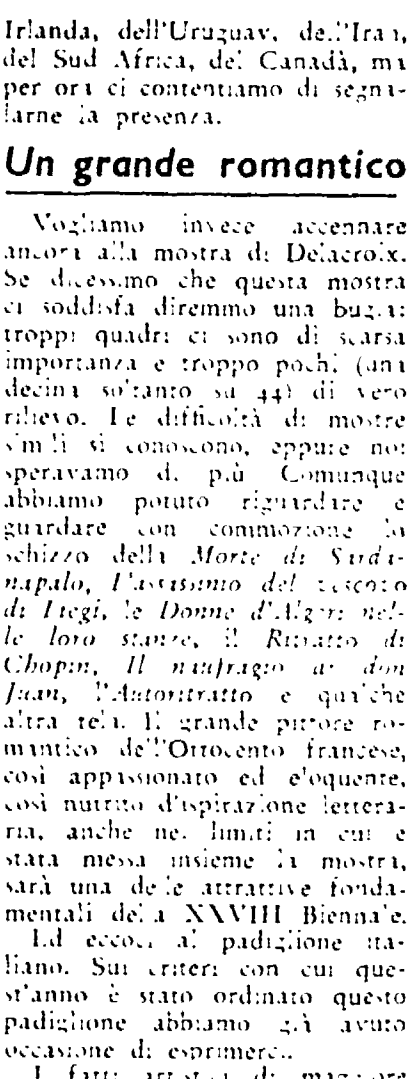 Irlanda, dell'Uruguay, dell'Iran,
del Sud Africa, del Canadà, ma
per ora ci contentiamo di segna-
larne la presenza.
Un grande romantico
Vogliamo invece accennare
ancora alla mostra di Delacroix.
Se dicessimo che questa mostra
ci soddisfa diremmo una bugia:
troppi quadri ci sono di scarsa
importanza e troppo pochi (una
decina soltanto su 44) di vero
rilievo. Le difficoltà di mostre
simili si conoscono, eppure noi
speravamo di più. Comunque
abbiamo potuto riguardare e
guardare con commozione lo
schizzo della Morte di Sarda-
napalo, l'assassinio del vescovo
di Liegi, le Donne d'Algeri nel-
le loro stanze, il Ritratto di
Chopin, Il naufragio di don
Juan, l'Autoritratto e qualche
altra tela. Il grande pittore ro-
mantico dell'Ottocento francese,
così appassionato ed eloquente,
così nutrito d'ispirazione lettera-
ria, anche nei limiti in cui è
stata messa insieme la mostra,
sarà una delle attrattive fonda-
mentali della XXVIII Biennale.
Ed eccoci al padiglione ita-
liano. Sui criteri con cui que-
st'anno è stato ordinato questo
padiglione abbiamo già avuto
occasione di esprimerci.
I fatti artistici di maggiore